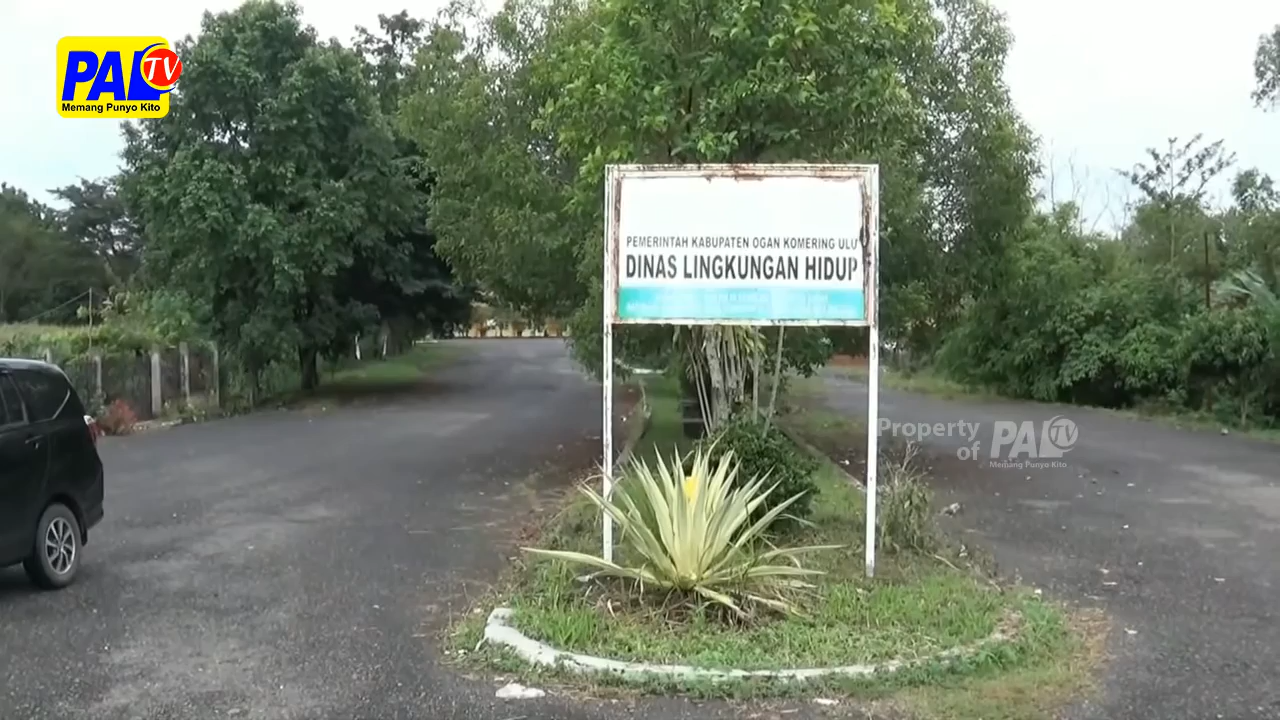 PAL TV
Memang Punyo Kito
PEMERINTAH KABUPATEN OGAN KOMERING ULU
DINAS LINGKUNGAN HIDUP
Property
of
PAL TV
Memang Punyo Kito